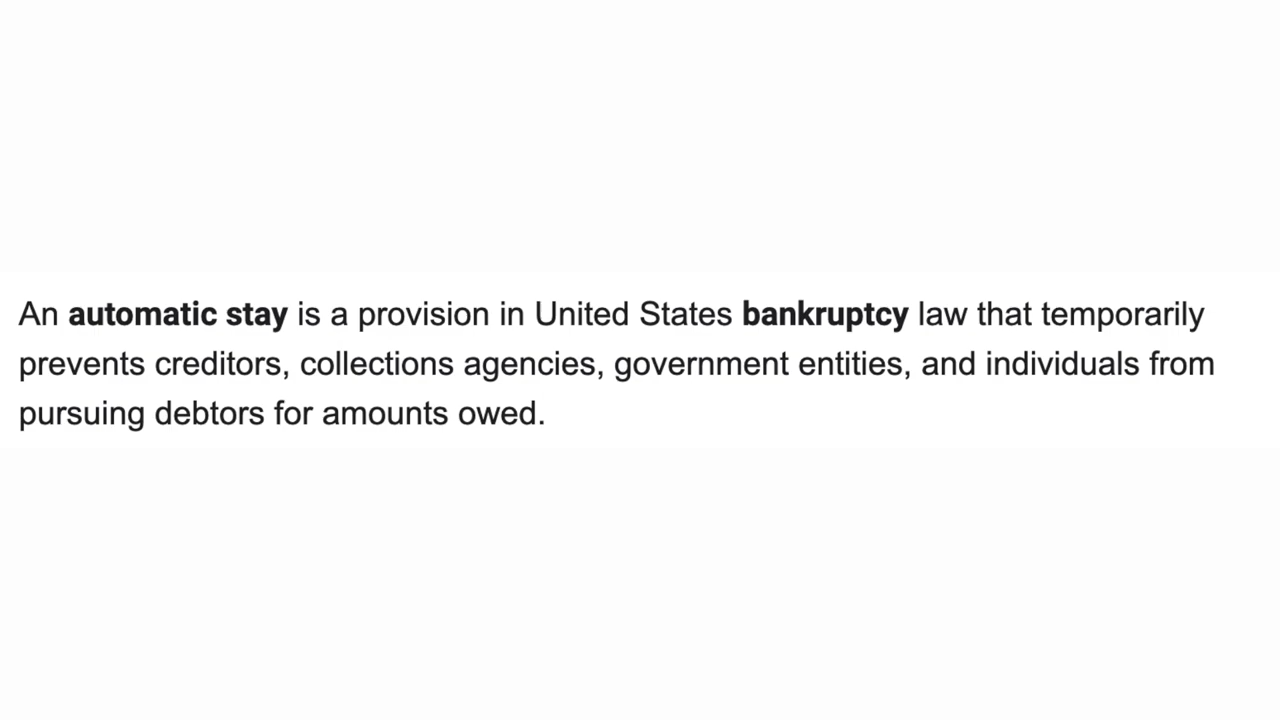 An automatic stay is a provision in United States bankruptcy law that temporarily
prevents creditors, collections agencies, government entities, and individuals from
pursuing debtors for amounts owed.